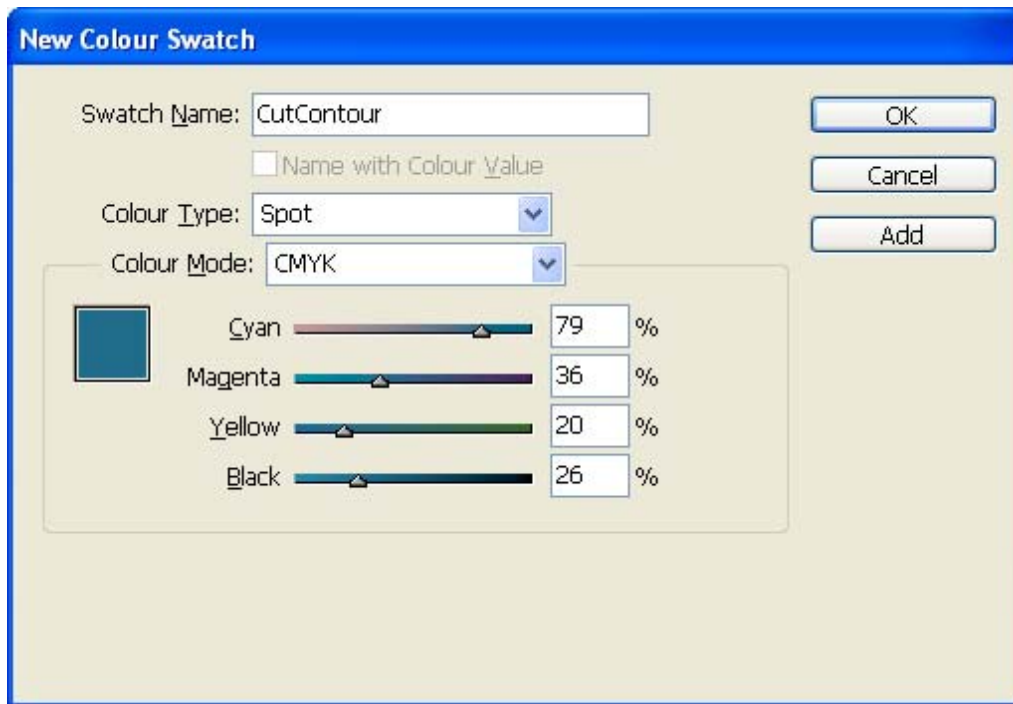 New Colour Swatch
Swatch Name: CutContour
OK
Name with Colour Value
Cancel
Colour Type: Spot
Add
Colour Mode: CMYK
Cyan 79 %
Magenta 36 %
Yellow 20 %
Black 26 %